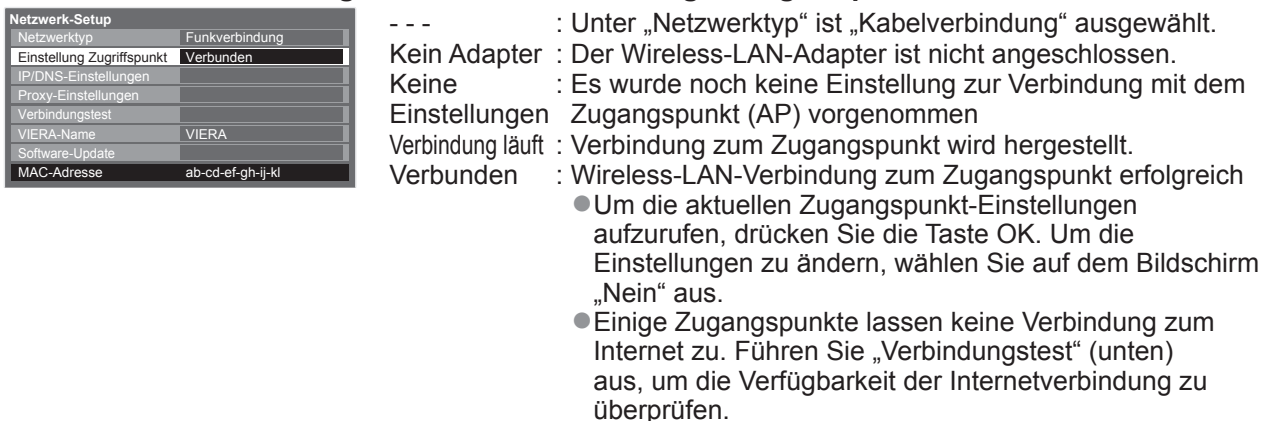 Netzwerk-Setup
Netzwerktyp Funkverbindung
Einstellung Zugriffspunkt Verbunden
IP/DNS-Einstellungen
Proxy-Einstellungen
Verbindungstest
VIERA-Name VIERA
Software-Update
MAC-Adresse ab-cd-ef-gh-ij-kl
- - - : Unter „Netzwerktyp“ ist „Kabelverbindung“ ausgewählt.
Kein Adapter : Der Wireless-LAN-Adapter ist nicht angeschlossen.
Keine : Es wurde noch keine Einstellung zur Verbindung mit dem
Einstellungen Zugangspunkt (AP) vorgenommen
Verbindung läuft : Verbindung zum Zugangspunkt wird hergestellt.
Verbunden : Wireless-LAN-Verbindung zum Zugangspunkt erfolgreich
●Um die aktuellen Zugangspunkt-Einstellungen
aufzurufen, drücken Sie die Taste OK. Um die
Einstellungen zu ändern, wählen Sie auf dem Bildschirm
„Nein“ aus.
●Einige Zugangspunkte lassen keine Verbindung zum
Internet zu. Führen Sie „Verbindungstest“ (unten)
aus, um die Verfügbarkeit der Internetverbindung zu
überprüfen.